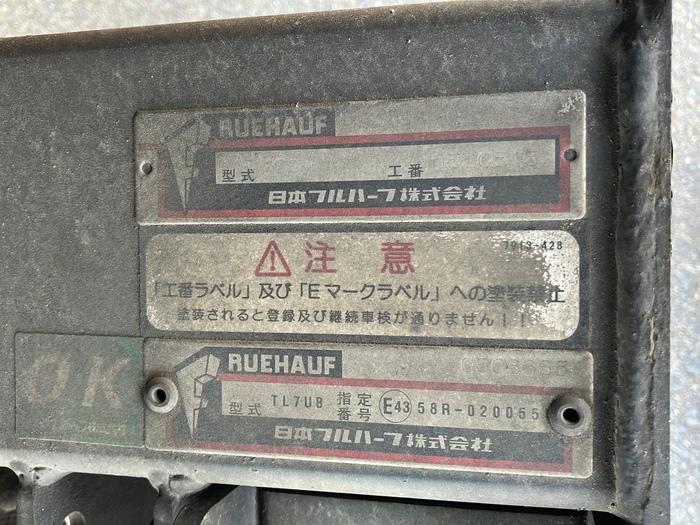 FRUEHAUF
型式 工番
日本フルハーフ株式会社
注意
7913-428
「工番ラベル」及び「Eマークラベル」への塗装禁止
塗装されると登録及び継続車検が通りません!!
OK
FRUEHAUF
型式 TL7UB 指定番号 E43 58R-020055
日本フルハーフ株式会社